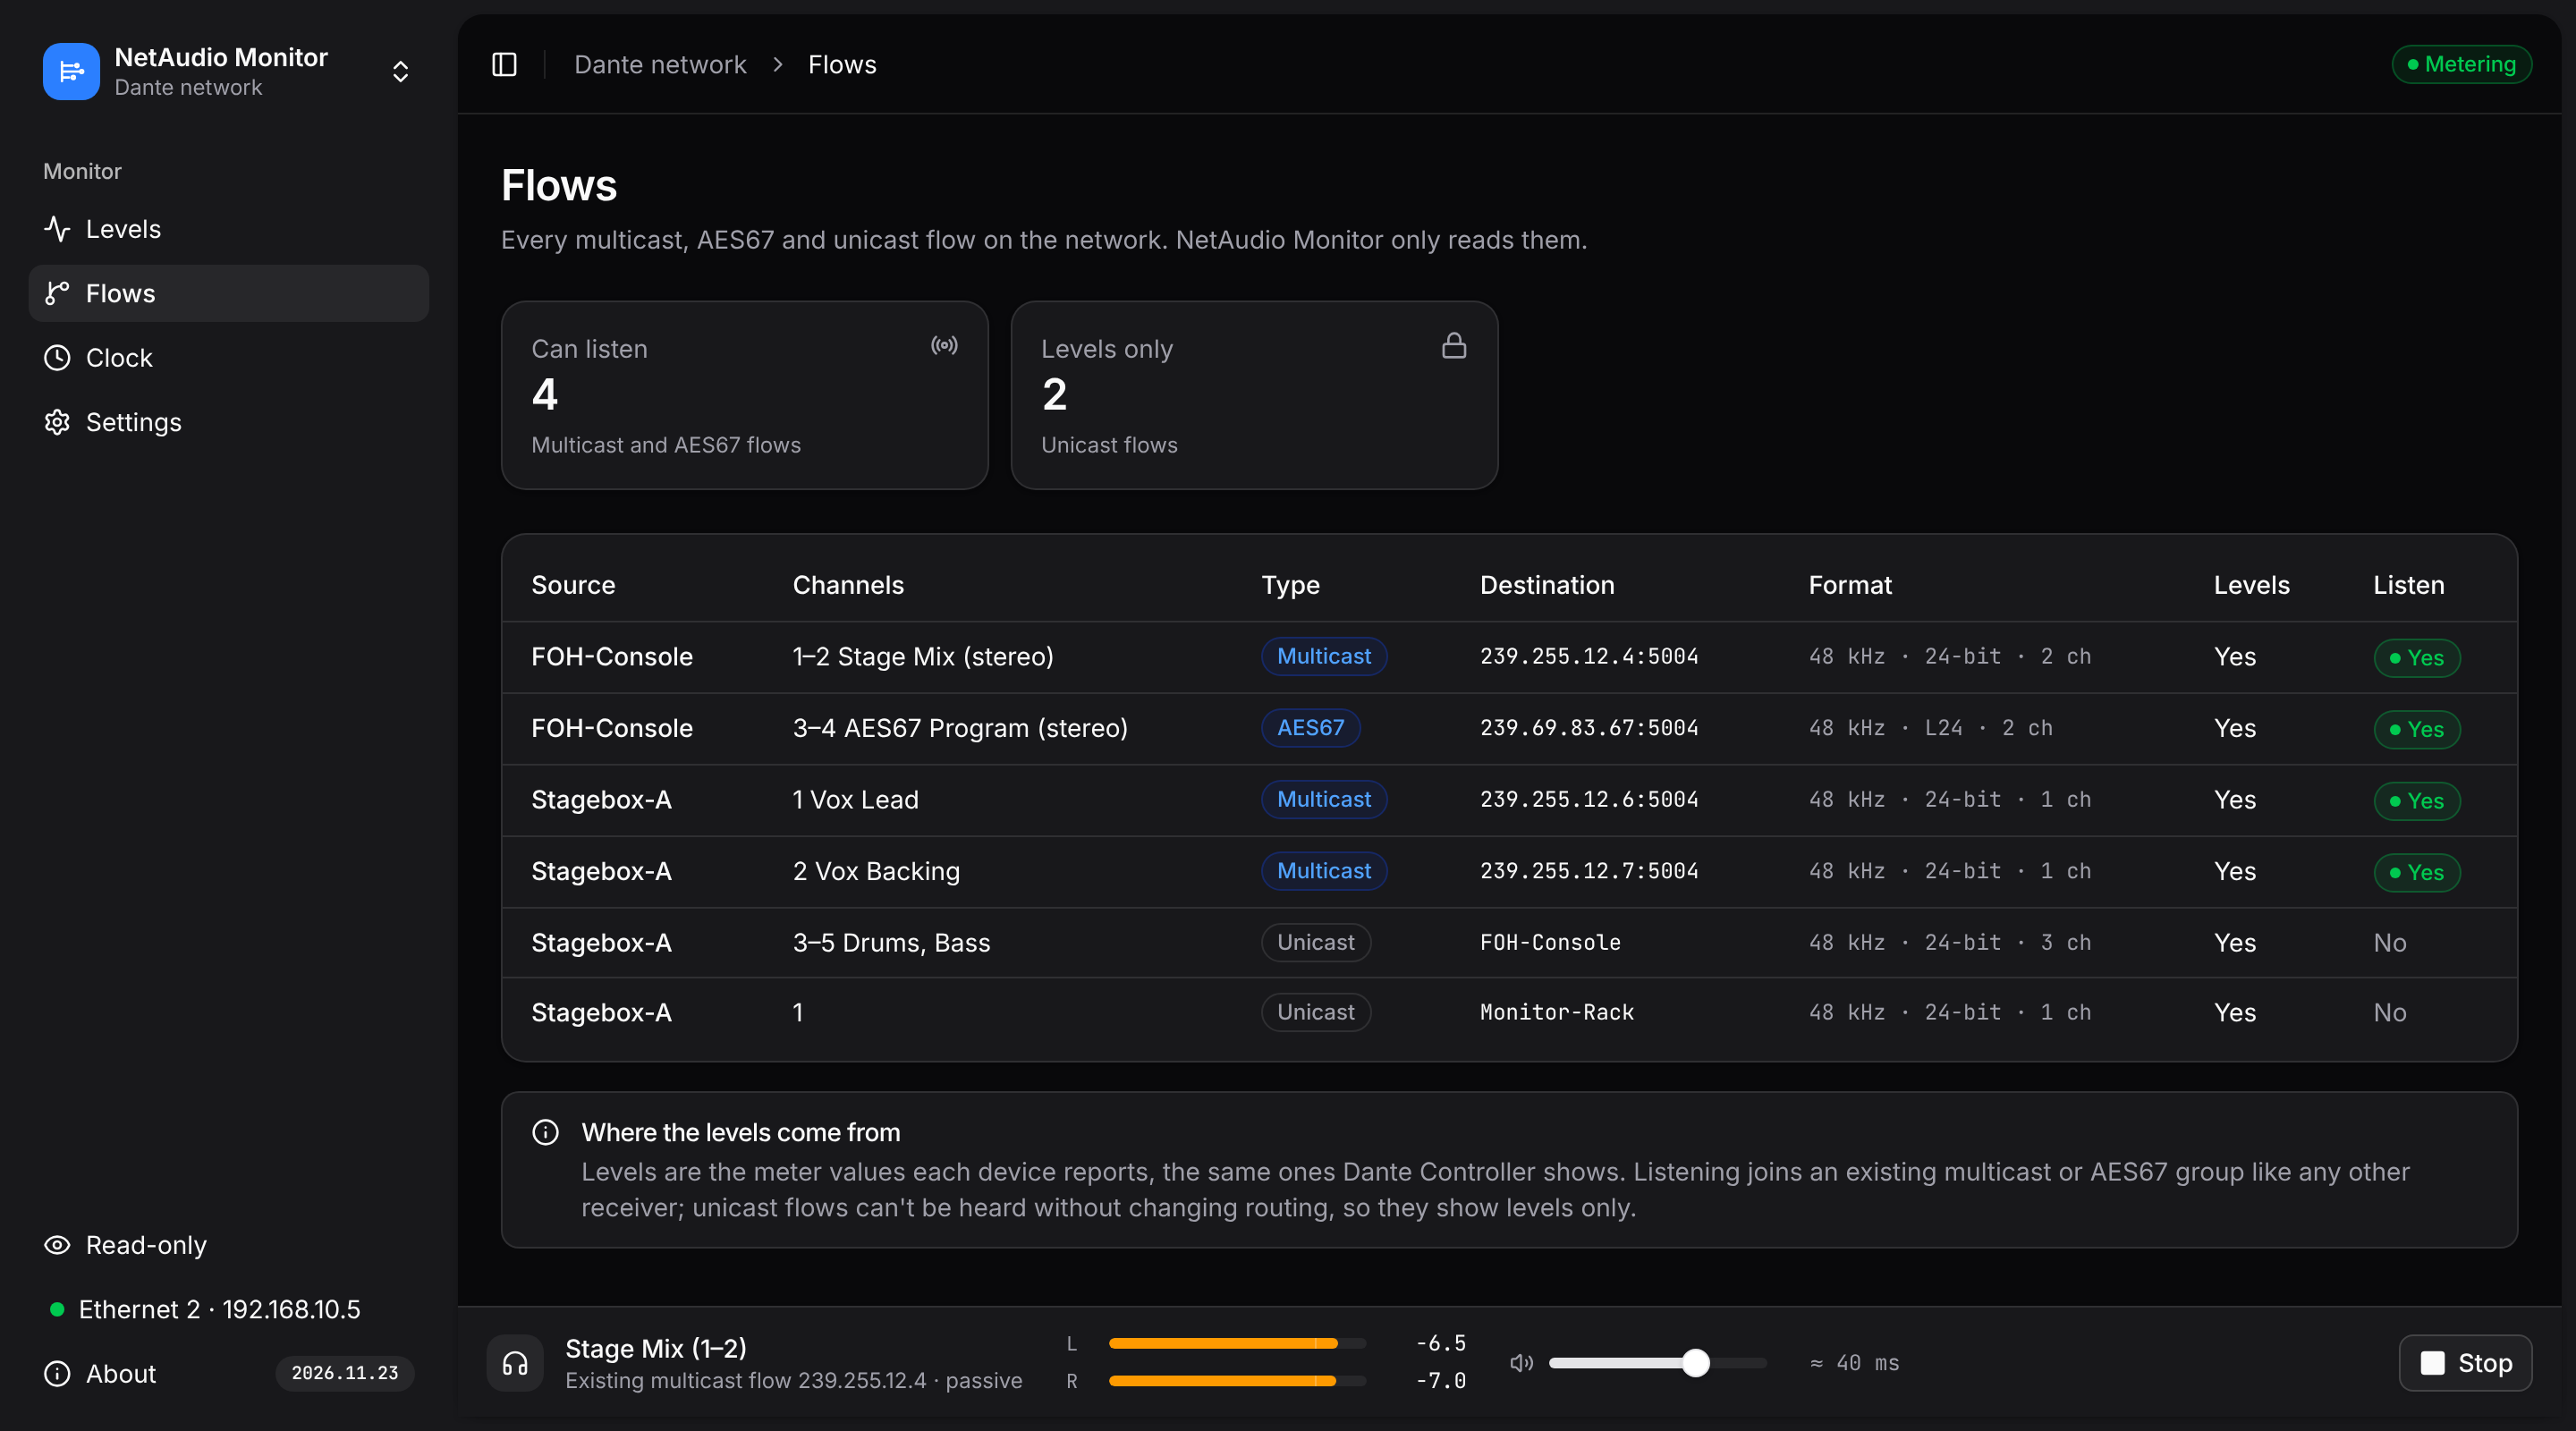 NetAudio Monitor
Dante network
Monitor
Levels
Flows
Clock
Settings
Read-only
Ethernet 2 · 192.168.10.5
About 2026.11.23
Dante network > Flows
Metering
Flows
Every multicast, AES67 and unicast flow on the network. NetAudio Monitor only reads them.
Can listen
4
Multicast and AES67 flows
Levels only
2
Unicast flows
Source Channels Type Destination Format Levels Listen
FOH-Console 1–2 Stage Mix (stereo) Multicast 239.255.12.4:5004 48 kHz · 24-bit · 2 ch Yes Yes
FOH-Console 3–4 AES67 Program (stereo) AES67 239.69.83.67:5004 48 kHz · L24 · 2 ch Yes Yes
Stagebox-A 1 Vox Lead Multicast 239.255.12.6:5004 48 kHz · 24-bit · 1 ch Yes Yes
Stagebox-A 2 Vox Backing Multicast 239.255.12.7:5004 48 kHz · 24-bit · 1 ch Yes Yes
Stagebox-A 3–5 Drums, Bass Unicast FOH-Console 48 kHz · 24-bit · 3 ch Yes No
Stagebox-A 1 Unicast Monitor-Rack 48 kHz · 24-bit · 1 ch Yes No
Where the levels come from
Levels are the meter values each device reports, the same ones Dante Controller shows. Listening joins an existing multicast or AES67 group like any other
receiver; unicast flows can't be heard without changing routing, so they show levels only.
Stage Mix (1–2)
Existing multicast flow 239.255.12.4 · passive
L -6.5
R -7.0
≈ 40 ms
Stop